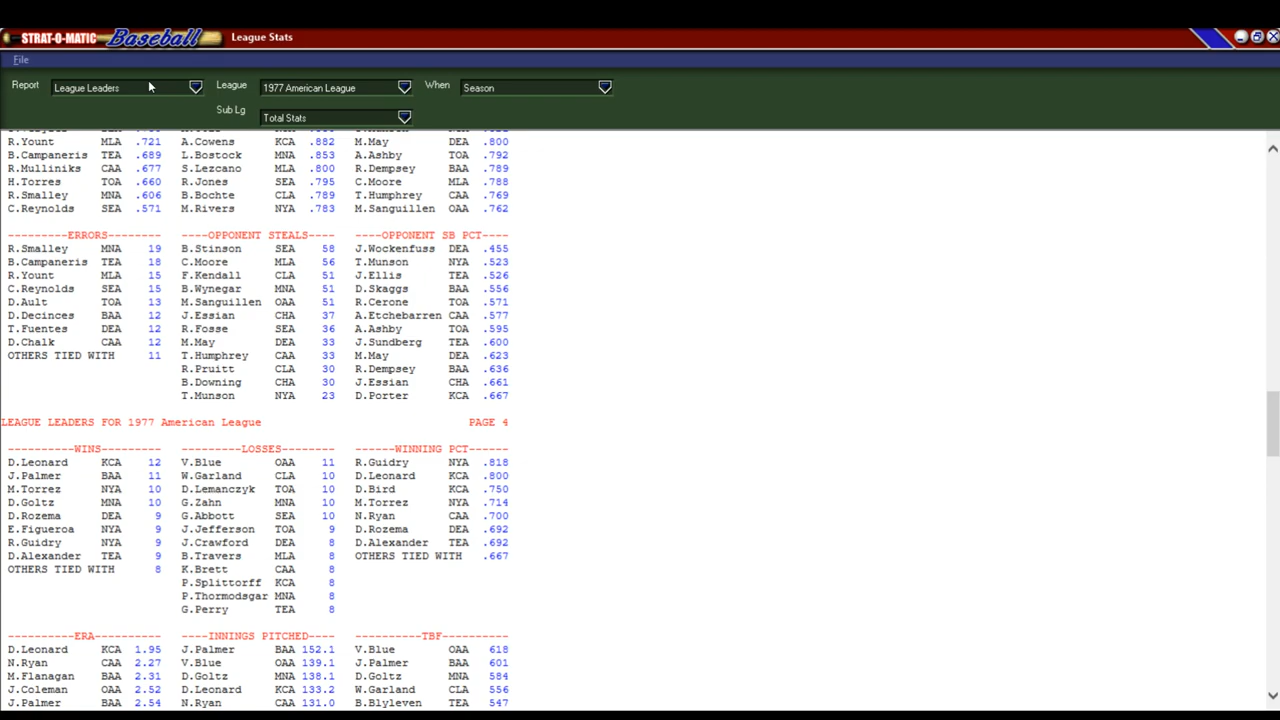 STRAT-O-MATIC Baseball League Stats
File
Report League Leaders League 1977 American League When Season
Sub Lg Total Stats
R.Yount MLA .721 A.Cowens KCA .882 M.May DEA .800
B.Campaneris TEA .689 L.Bostock MNA .853 A.Ashby TOA .792
R.Mulliniks CAA .677 S.Lezcano MLA .800 R.Dempsey BAA .789
H.Torres TOA .660 R.Jones SEA .795 C.Moore MLA .788
R.Smalley MNA .606 B.Bochte CLA .789 T.Humphrey CAA .769
C.Reynolds SEA .571 M.Rivers NYA .783 M.Sanguillen OAA .762
---------ERRORS-------- ----OPPONENT STEALS---- ----OPPONENT SB PCT----
R.Smalley MNA 19 B.Stinson SEA 58 J.Wockenfuss DEA .455
B.Campaneris TEA 18 C.Moore MLA 56 T.Munson NYA .523
R.Yount MLA 15 F.Kendall CLA 51 J.Ellis TEA .526
C.Reynolds SEA 15 B.Wynegar MNA 51 D.Skaggs BAA .556
D.Ault TOA 13 M.Sanguillen OAA 51 R.Cerone TOA .571
D.Decinces BAA 12 J.Essian CHA 37 A.Etchebarren CAA .577
T.Fuentes DEA 12 R.Fosse SEA 36 A.Ashby TOA .595
D.Chalk CAA 12 M.May DEA 33 J.Sundberg TEA .600
OTHERS TIED WITH 11 T.Humphrey CAA 33 M.May DEA .623
R.Pruitt CLA 30 R.Dempsey BAA .636
B.Downing CHA 30 J.Essian CHA .661
T.Munson NYA 23 D.Porter KCA .667
LEAGUE LEADERS FOR 1977 American League PAGE 4
----------WINS--------- ---------LOSSES-------- ------WINNING PCT------
D.Leonard KCA 12 V.Blue OAA 11 R.Guidry NYA .818
J.Palmer BAA 11 W.Garland CLA 10 D.Leonard KCA .800
M.Torrez NYA 10 D.Lemanczyk TOA 10 D.Bird KCA .750
D.Goltz MNA 10 G.Zahn MNA 10 M.Torrez NYA .714
D.Rozema DEA 9 G.Abbott SEA 10 N.Ryan CAA .700
E.Figueroa NYA 9 J.Jefferson TOA 9 D.Rozema DEA .692
R.Guidry NYA 9 J.Crawford DEA 8 D.Alexander TEA .692
D.Alexander TEA 9 B.Travers MLA 8 OTHERS TIED WITH .667
OTHERS TIED WITH 8 K.Brett CAA 8
P.Splittorff KCA 8
P.Thormodsgar MNA 8
G.Perry TEA 8
----------ERA---------- ----INNINGS PITCHED---- ----------TBF----------
D.Leonard KCA 1.95 J.Palmer BAA 152.1 V.Blue OAA 618
N.Ryan CAA 2.27 V.Blue OAA 139.1 J.Palmer BAA 601
M.Flanagan BAA 2.31 D.Goltz MNA 138.1 D.Goltz MNA 584
J.Coleman OAA 2.52 D.Leonard KCA 133.2 W.Garland CLA 556
J.Palmer BAA 2.54 N.Ryan CAA 131.0 B.Blyleven TEA 547